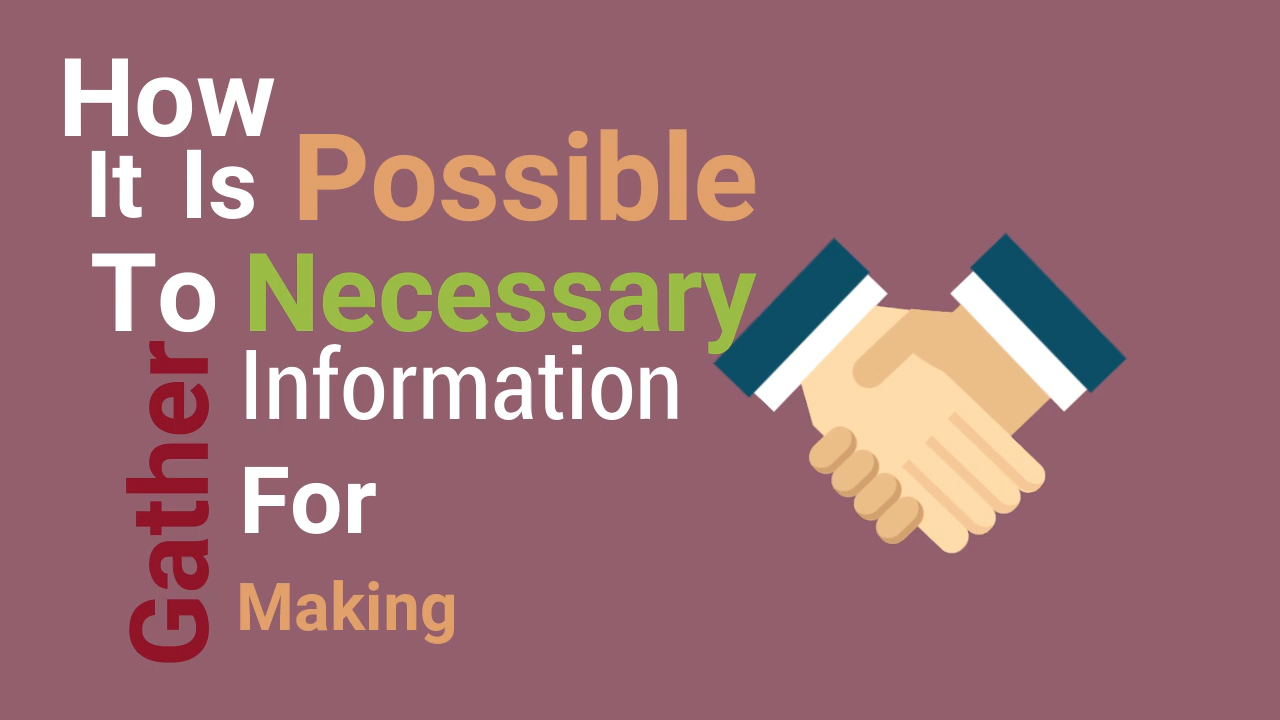 How
It Is Possible
To Necessary
Gather
Information
For
Making